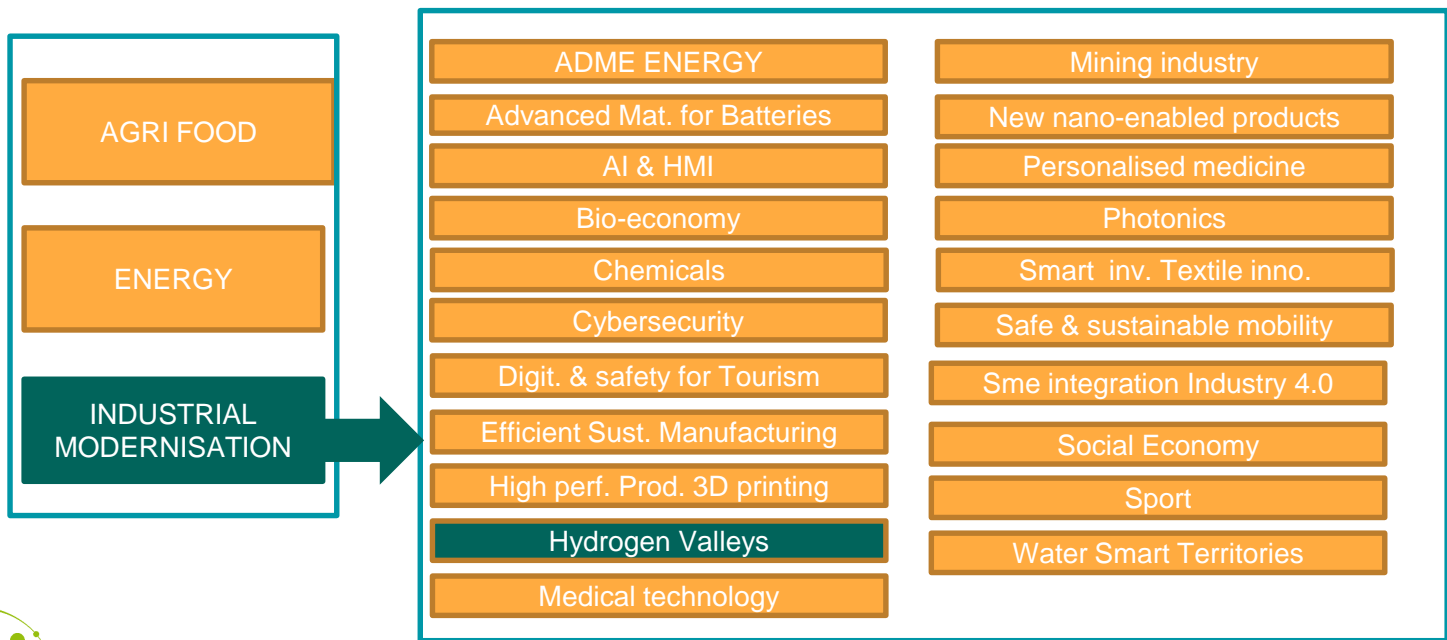 AGRI FOOD
ENERGY
INDUSTRIAL
MODERNISATION
ADME ENERGY
Advanced Mat. for Batteries
AI & HMI
Bio-economy
Chemicals
Cybersecurity
Digit. & safety for Tourism
Efficient Sust. Manufacturing
High perf. Prod. 3D printing
Hydrogen Valleys
Medical technology
Mining industry
New nano-enabled products
Personalised medicine
Photonics
Smart inv. Textile inno.
Safe & sustainable mobility
Sme integration Industry 4.0
Social Economy
Sport
Water Smart Territories